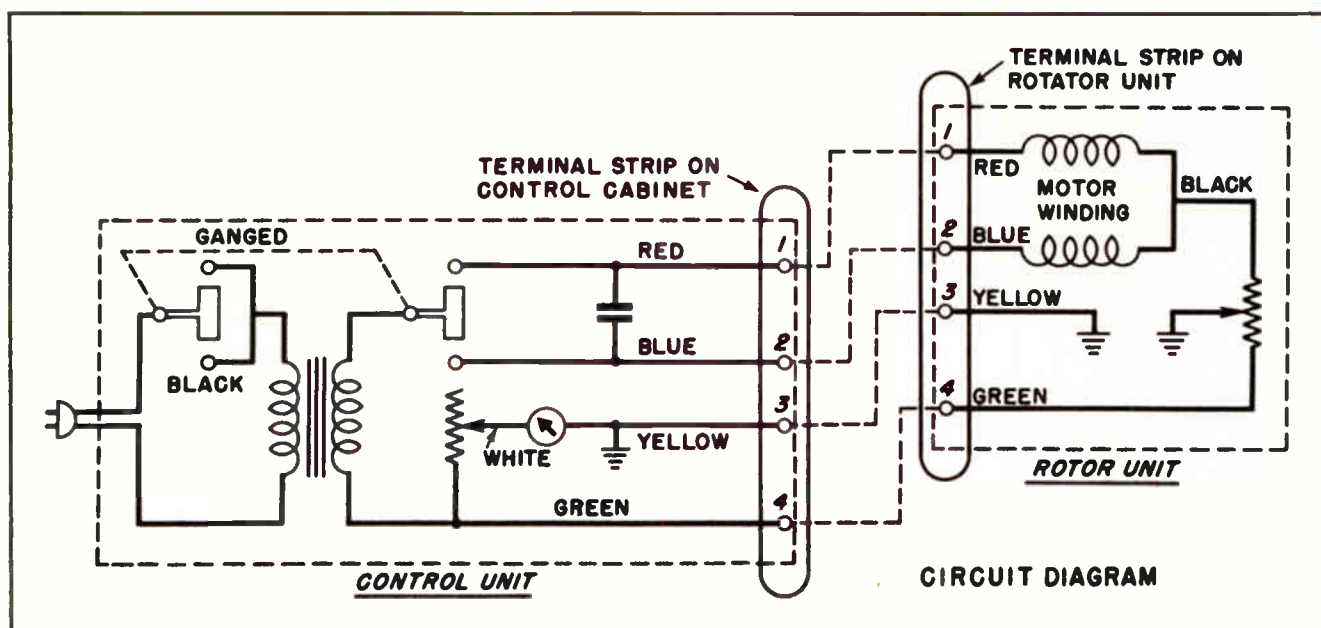 TERMINAL STRIP ON
ROTATOR UNIT
1
RED
MOTOR
WINDING
BLACK
2
BLUE
3
YELLOW
4
GREEN
ROTOR UNIT
TERMINAL STRIP ON
CONTROL CABINET
GANGED
RED
1
BLACK
BLUE
2
WHITE
YELLOW
3
GREEN
4
CONTROL UNIT
CIRCUIT DIAGRAM